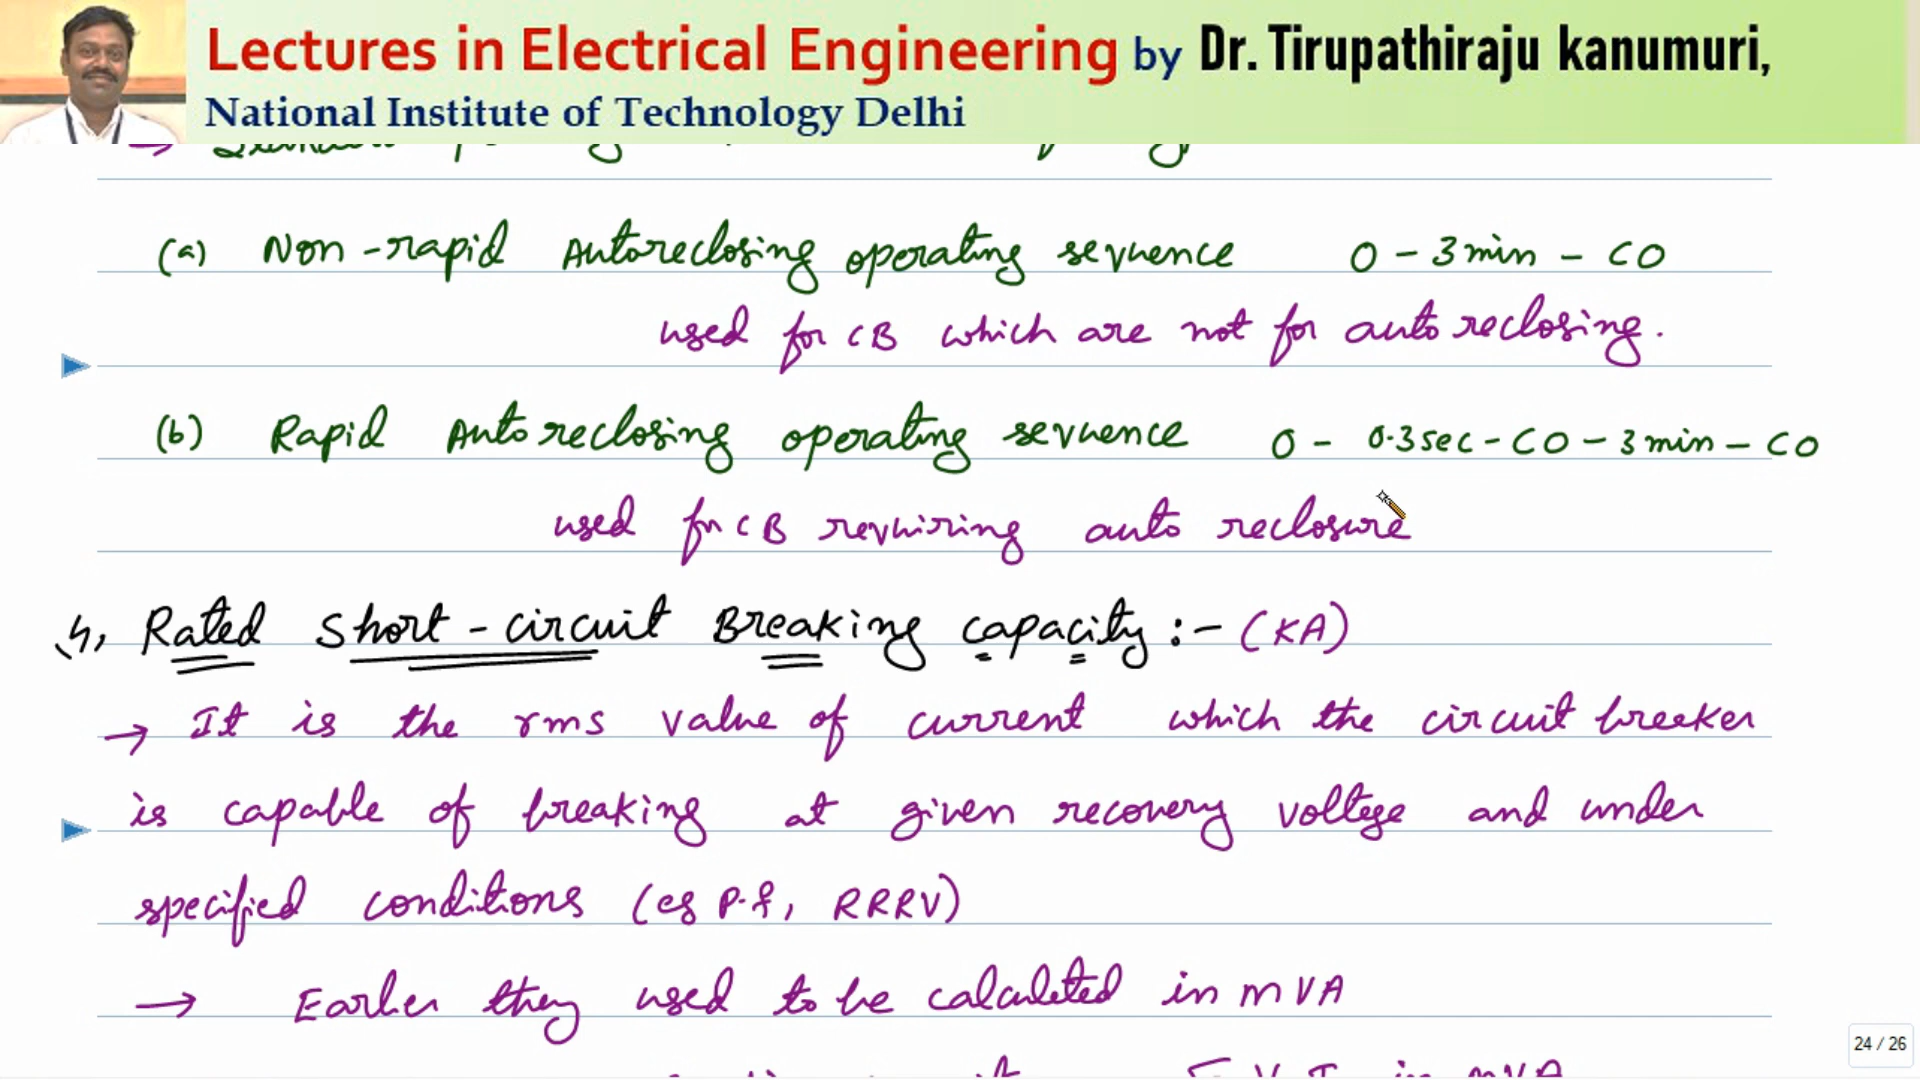 Lectures in Electrical Engineering by Dr. Tirupathiraju kanumuri,
National Institute of Technology Delhi
(a) Non-rapid Autoreclosing operating sequence O - 3min - CO
used for CB which are not for auto reclosing.
(b) Rapid Auto reclosing operating sequence O - 0.3sec - CO - 3min - CO
used for CB requiring auto reclosure
4, Rated Short-circuit Breaking capacity :- (KA)
→ It is the rms value of current which the circuit breaker
is capable of breaking at given recovery voltage and under
specified conditions (eg P.f, RRRV)
→ Earlier they used to be calculated in MVA
24 / 26